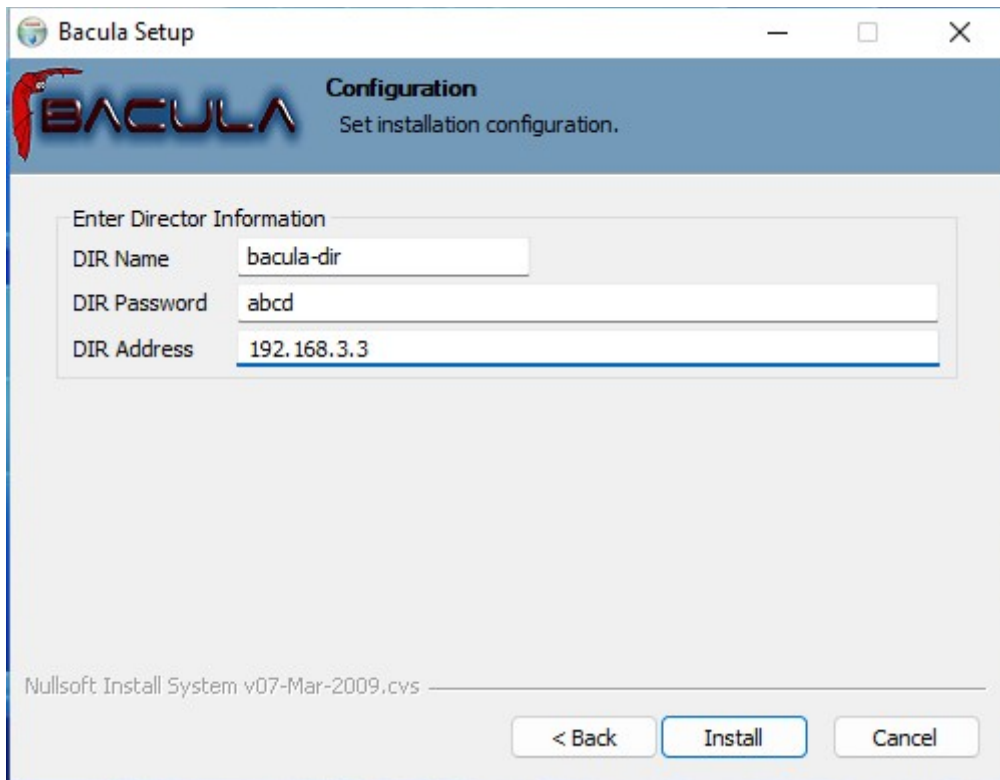 Bacula Setup
BACULA
Configuration
Set installation configuration.
Enter Director Information
DIR Name bacula-dir
DIR Password abcd
DIR Address 192.168.3.3
Nullsoft Install System v07-Mar-2009.cvs
< Back Install Cancel